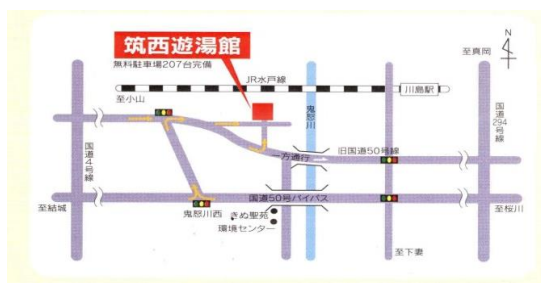 筑西遊湯館
無料駐車場207台完備
N
至真岡
JR水戸線
川島駅
至小山
鬼怒川
国道294号線
国道4号線
一方通行
旧国道50号線
国道50号バイパス
至結城
鬼怒川西
きぬ聖苑
環境センター
至桜川
至下妻